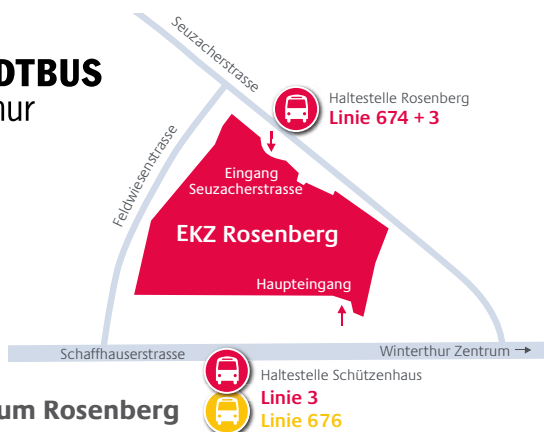 Seuzacherstrasse
DTBUS
Haltestelle Rosenberg
Linie 674 + 3
Feldwiesenstrasse
Eingang
Seuzacherstrasse
EKZ Rosenberg
Haupteingang
Schaffhauserstrasse
Winterthur Zentrum →
Haltestelle Schützenhaus
Linie 3
Linie 676
um Rosenberg